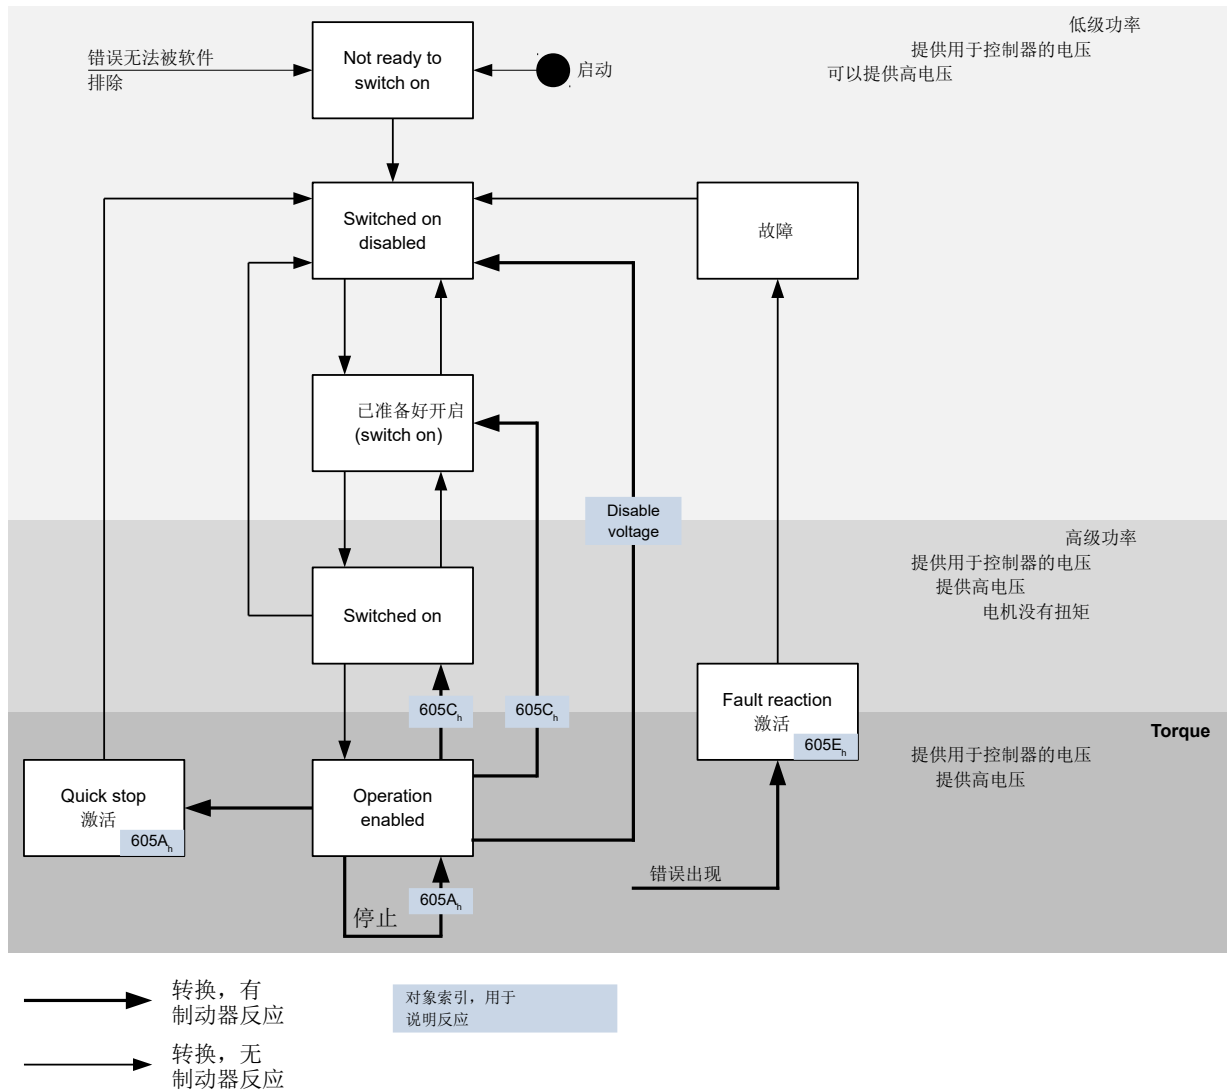 低级功率
提供用于控制器的电压
可以提供高电压
错误无法被软件
排除
Not ready to
switch on
启动
Switched on
disabled
故障
已准备好开启
(switch on)
Disable
voltage
高级功率
提供用于控制器的电压
提供高电压
电机没有扭矩
Switched on
605Ch
605Ch
Fault reaction
激活
605Eh
Torque
提供用于控制器的电压
提供高电压
Quick stop
激活
605Ah
Operation
enabled
错误出现
605Ah
停止
转换，有
制动器反应
对象索引，用于
说明反应
转换，无
制动器反应